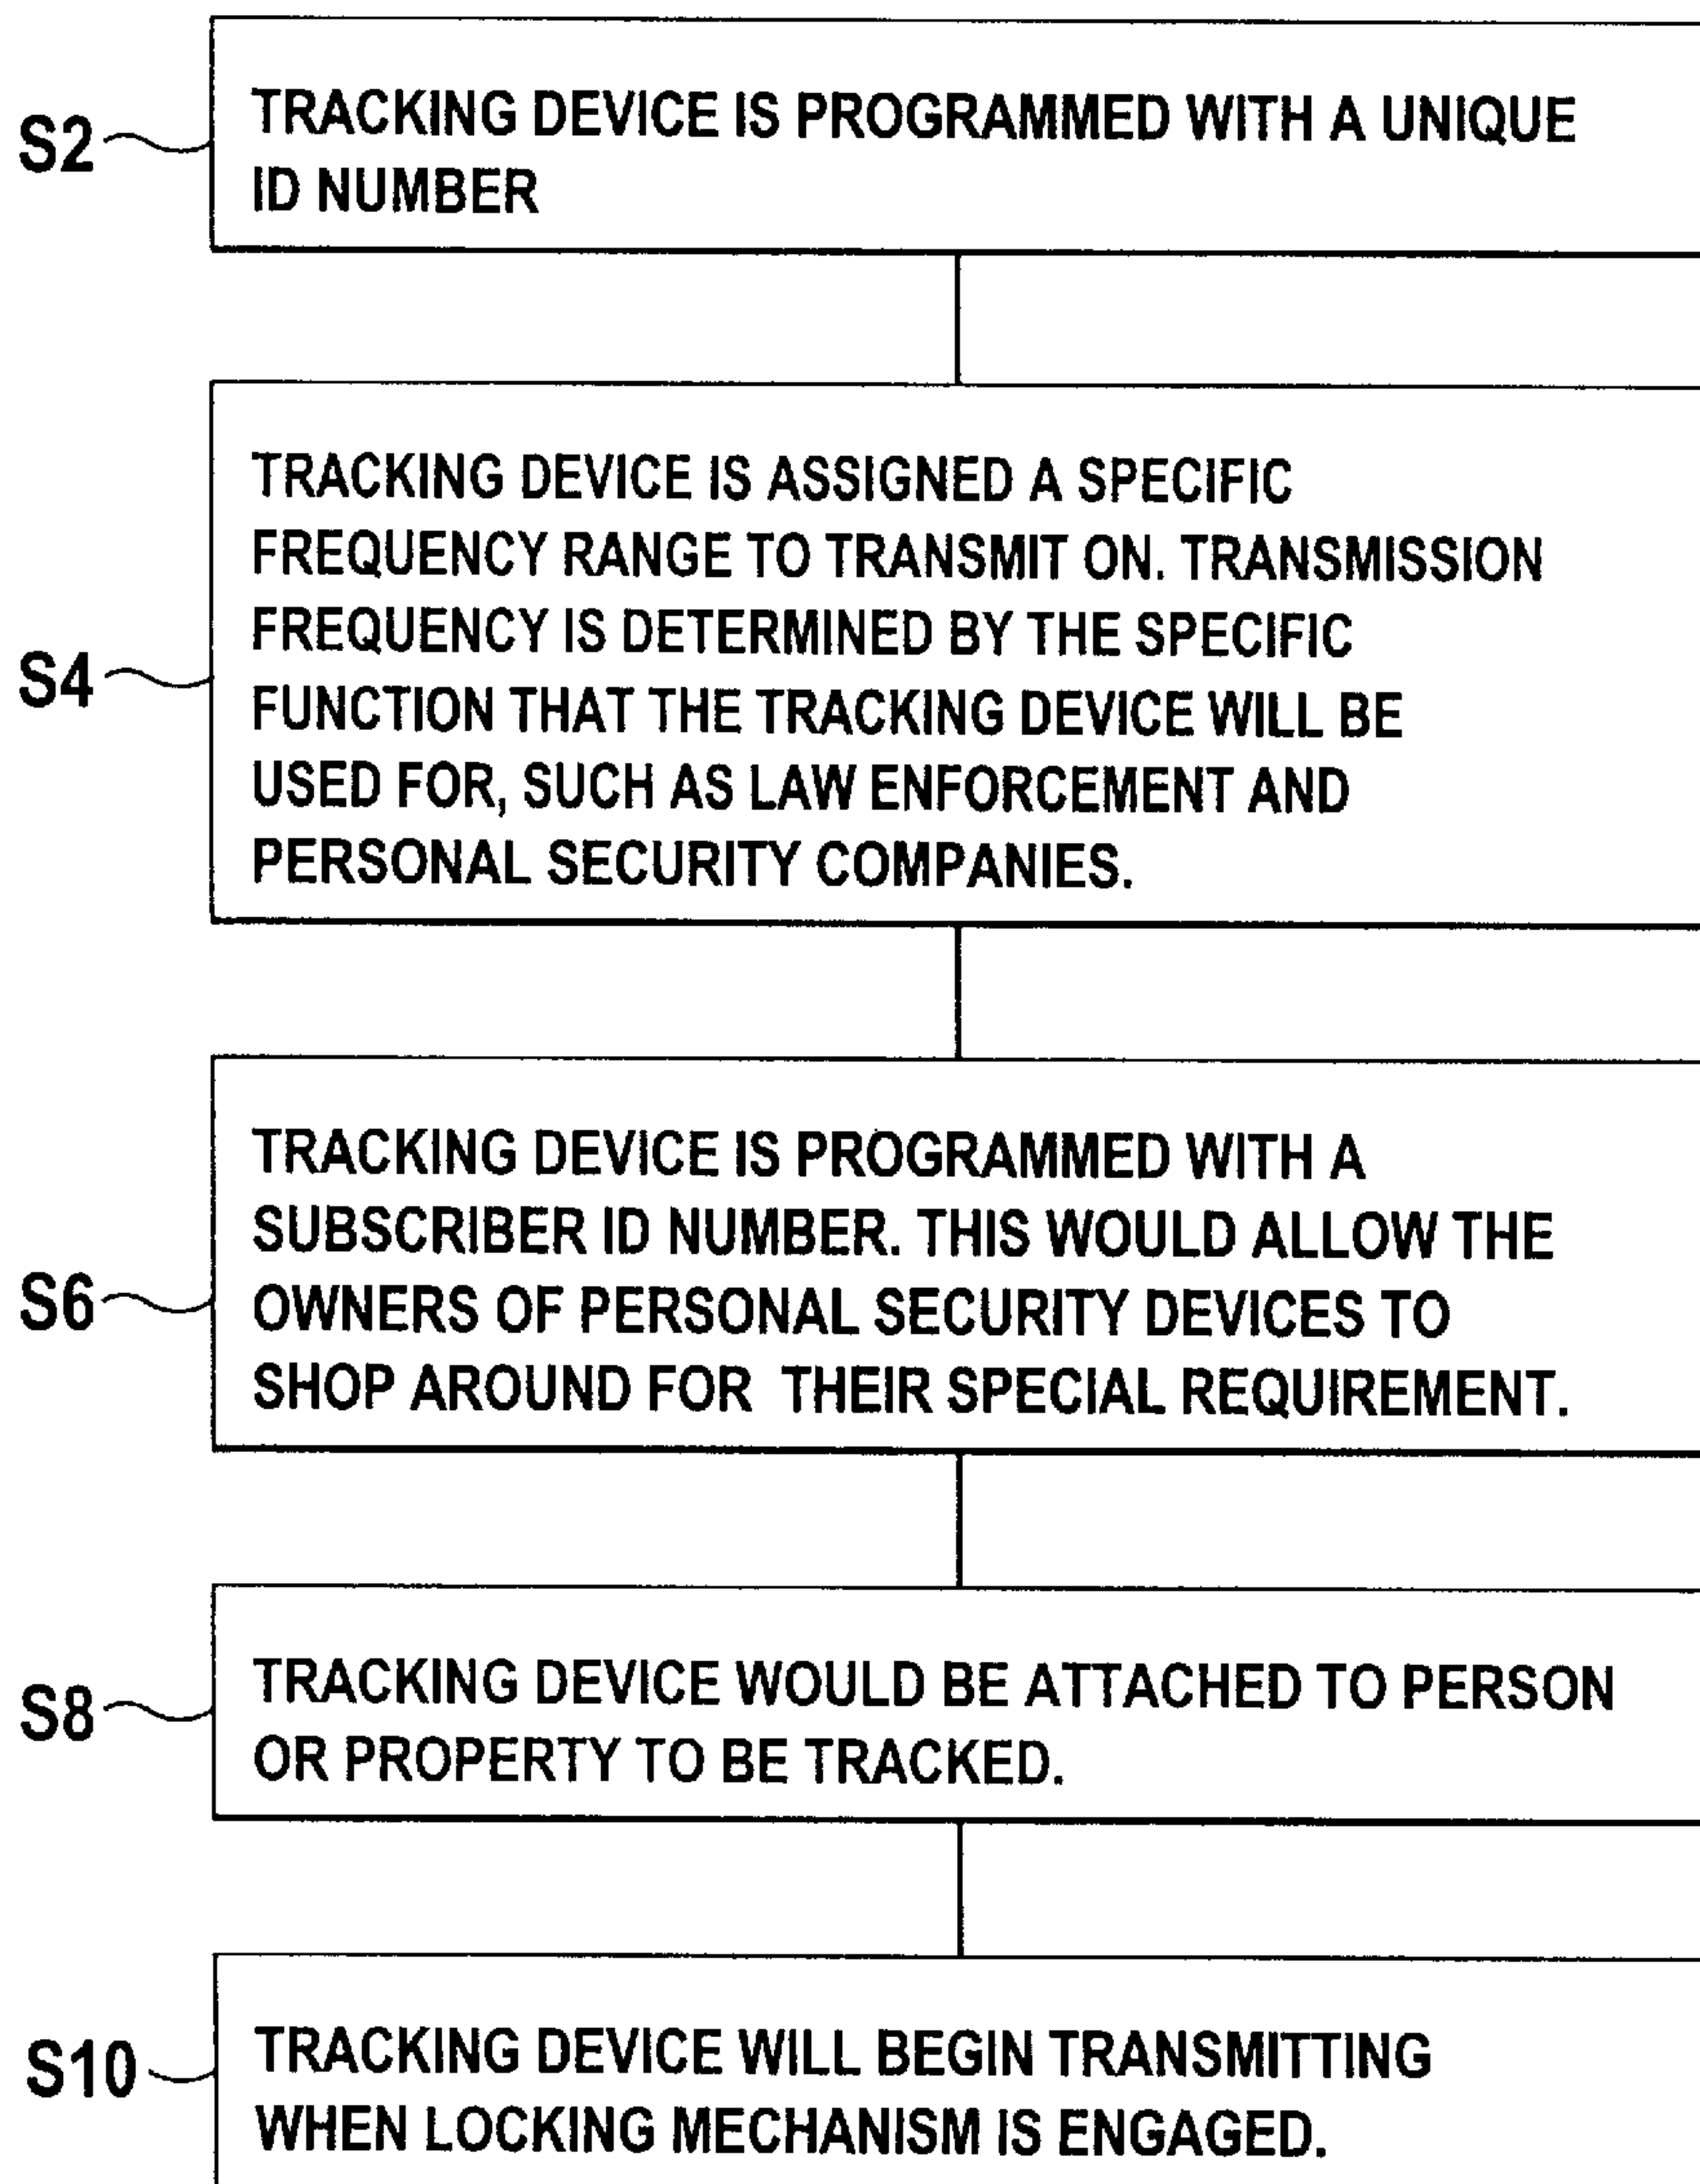 S2
TRACKING DEVICE IS PROGRAMMED WITH A UNIQUE
ID NUMBER
S4
TRACKING DEVICE IS ASSIGNED A SPECIFIC
FREQUENCY RANGE TO TRANSMIT ON. TRANSMISSION
FREQUENCY IS DETERMINED BY THE SPECIFIC
FUNCTION THAT THE TRACKING DEVICE WILL BE
USED FOR, SUCH AS LAW ENFORCEMENT AND
PERSONAL SECURITY COMPANIES.
S6
TRACKING DEVICE IS PROGRAMMED WITH A
SUBSCRIBER ID NUMBER. THIS WOULD ALLOW THE
OWNERS OF PERSONAL SECURITY DEVICES TO
SHOP AROUND FOR THEIR SPECIAL REQUIREMENT.
S8
TRACKING DEVICE WOULD BE ATTACHED TO PERSON
OR PROPERTY TO BE TRACKED.
S10
TRACKING DEVICE WILL BEGIN TRANSMITTING
WHEN LOCKING MECHANISM IS ENGAGED.